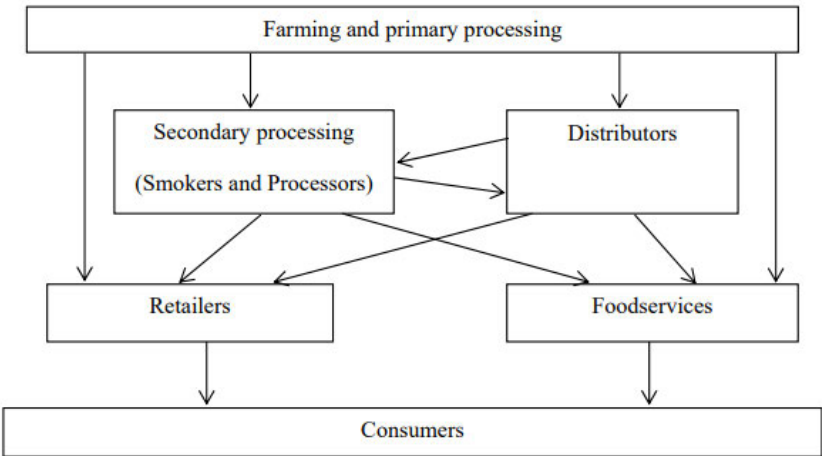 Farming and primary processing
Secondary processing
(Smokers and Processors)
Distributors
Retailers
Foodservices
Consumers